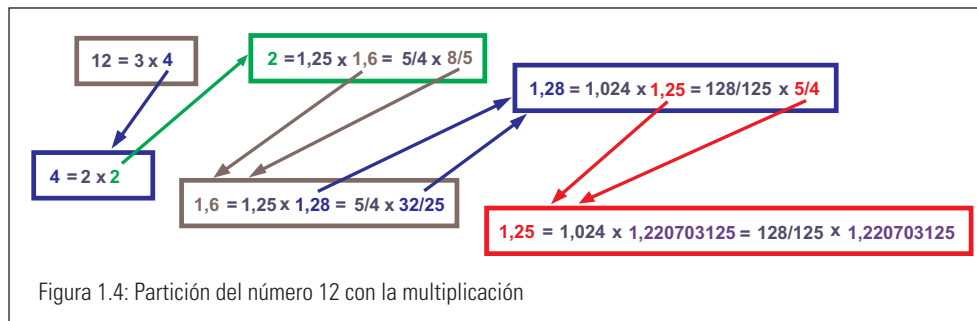 12 = 3 x 4
2 =1,25 x 1,6 = 5/4 x 8/5
1,28 = 1,024 x 1,25 = 128/125 x 5/4
4 = 2 x 2
1,6 = 1,25 x 1,28 = 5/4 x 32/25
1,25 = 1,024 x 1,220703125 = 128/125 x 1,220703125
Figura 1.4: Partición del número 12 con la multiplicación